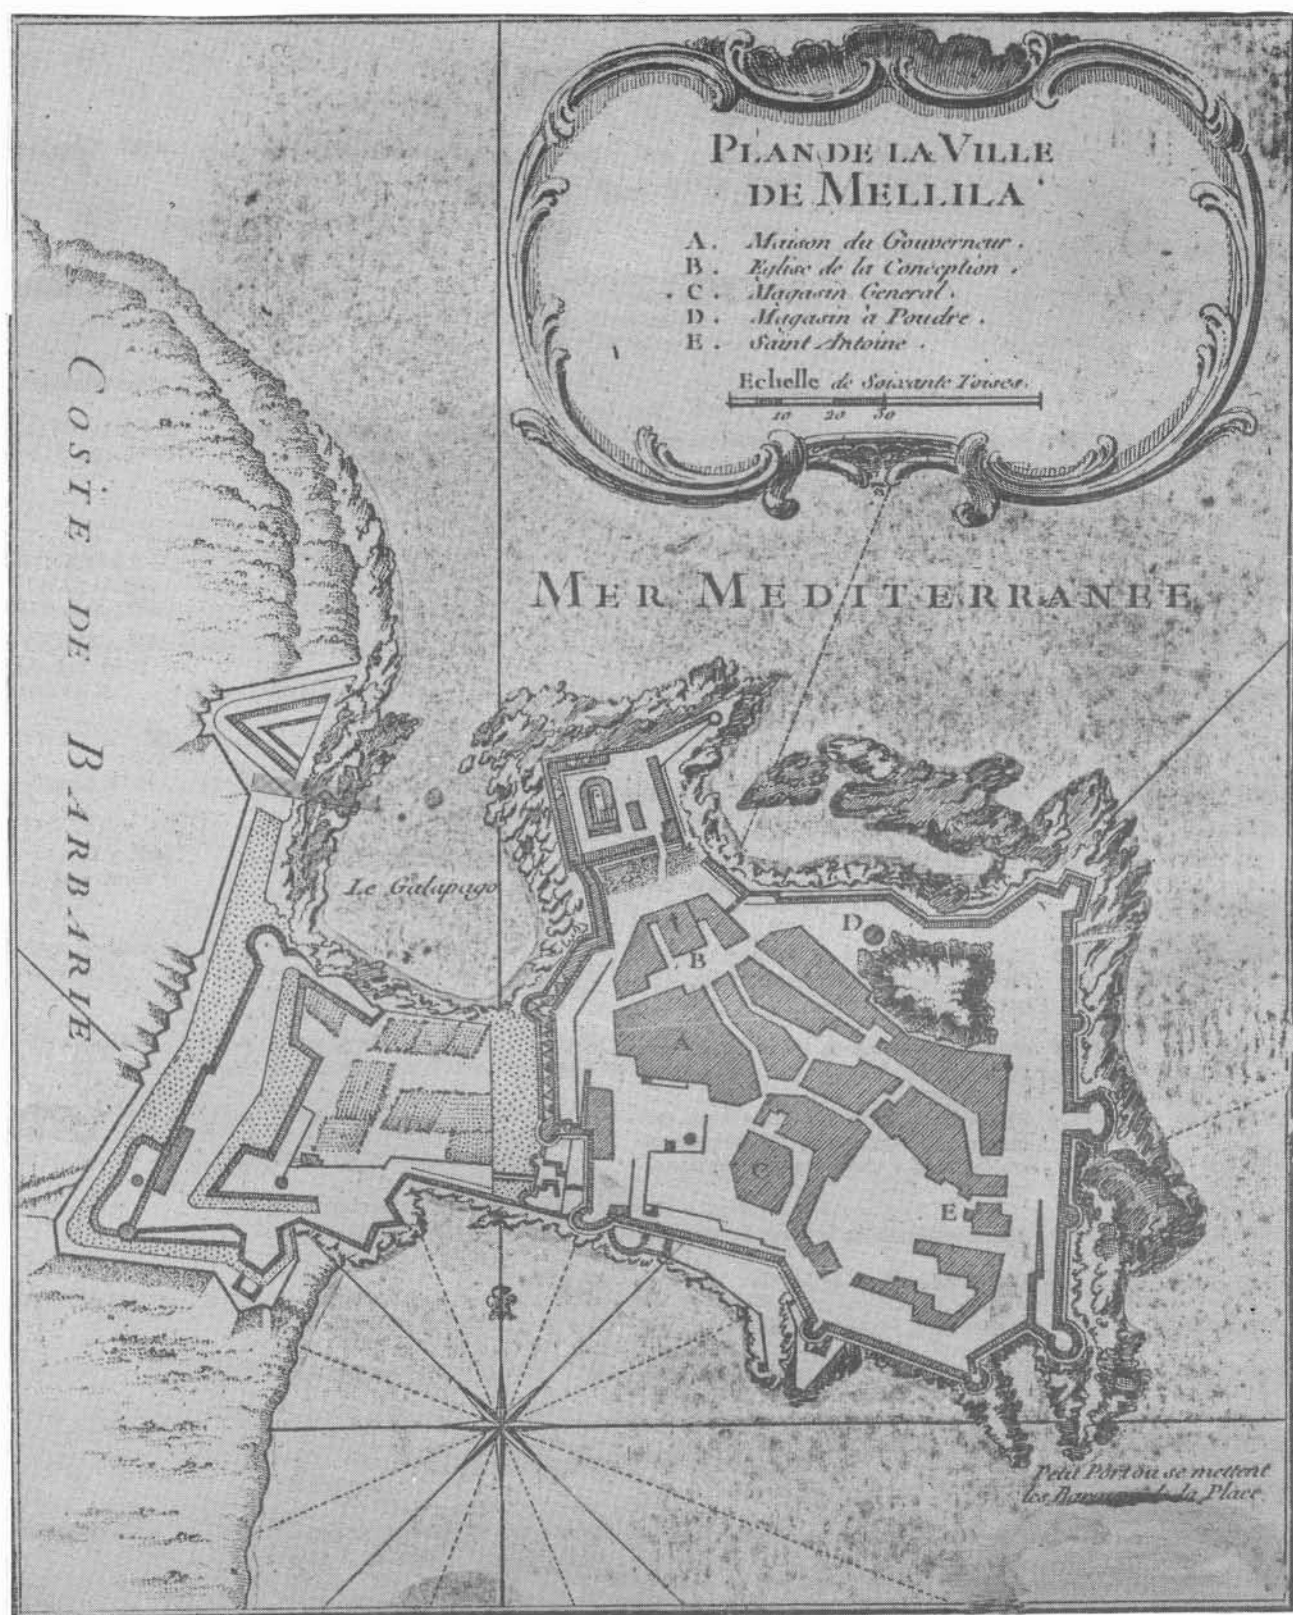 PLAN DE LA VILLE
DE MELLILA
A. Maison du Gouverneur.
B. Eglise de la Conception.
C. Magasin General.
D. Magasin à Poudre.
E. Saint Antoine.
Echelle de Soixante Toises.
10 20 30
MER MEDITERRANEE
COSTE DE BARBARIE
Le Galapago
D
B
A
C
E
Petit Port ou se mettent
les Barques de la Place